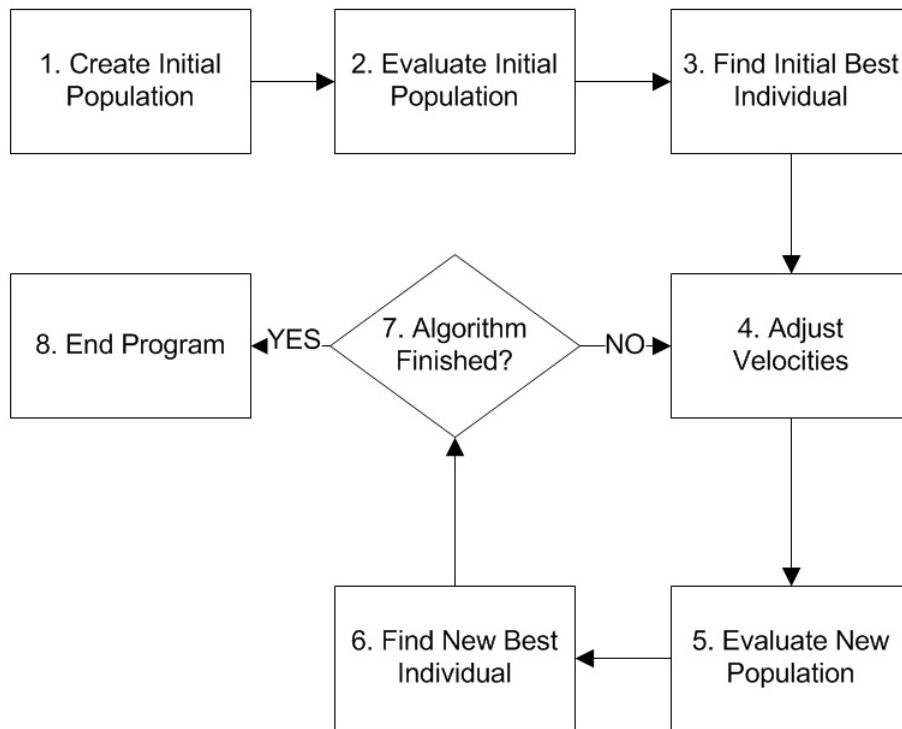 1. Create Initial
Population
2. Evaluate Initial
Population
3. Find Initial Best
Individual
4. Adjust
Velocities
5. Evaluate New
Population
6. Find New Best
Individual
7. Algorithm
Finished?
NO
YES
8. End Program